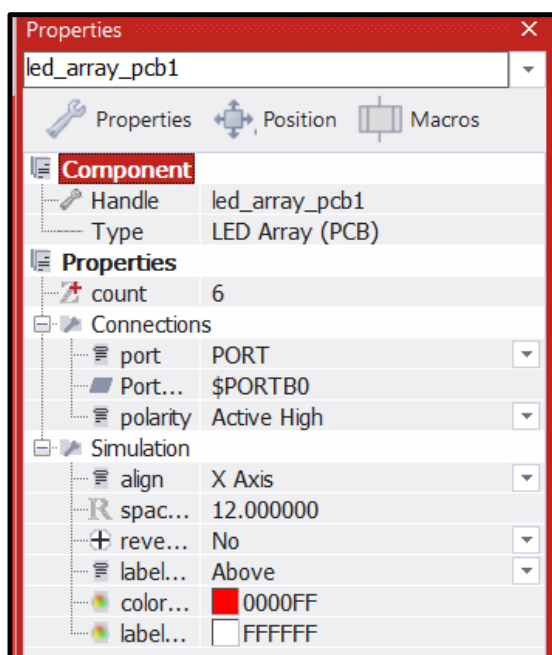 Properties
led_array_pcb1
Properties Position Macros
Component
Handle led_array_pcb1
Type LED Array (PCB)
Properties
count 6
Connections
port PORT
Port... $PORTB0
polarity Active High
Simulation
align X Axis
spac... 12.000000
reve... No
label... Above
color... 0000FF
label... FFFFFF